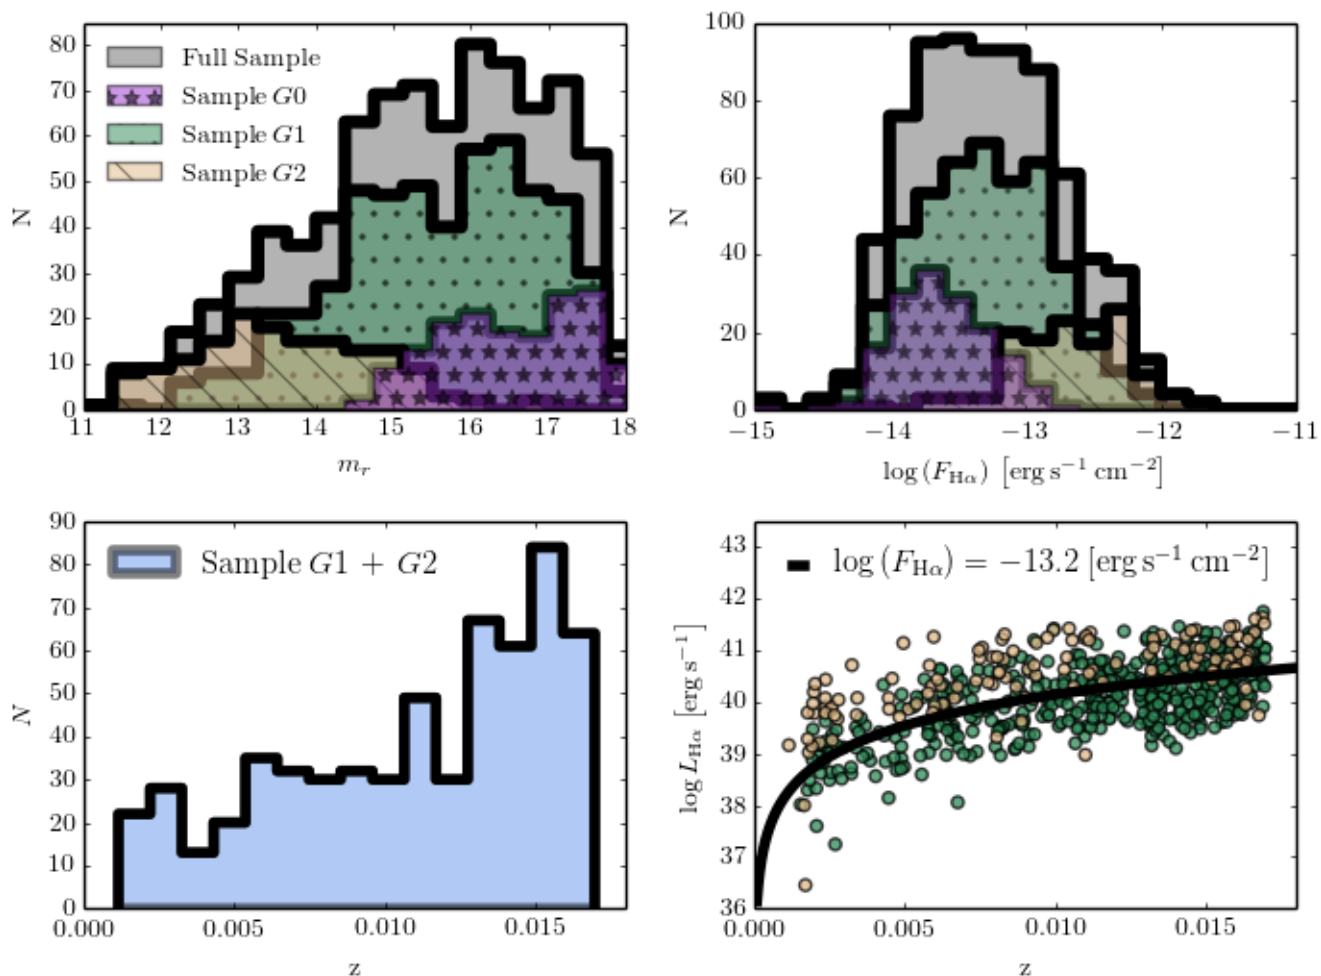 80
70
60
50
40
30
20
10
0
N
Full Sample
Sample G0
Sample G1
Sample G2
11 12 13 14 15 16 17 18
m_r
100
80
60
40
20
0
N
−15 −14 −13 −12 −11
log (F_Hα) [erg s⁻¹ cm⁻²]
90
80
70
60
50
40
30
20
10
0
N
Sample G1 + G2
0.000 0.005 0.010 0.015
z
43
42
41
40
39
38
37
36
log L_Hα [erg s⁻¹]
log (F_Hα) = −13.2 [erg s⁻¹ cm⁻²]
0.000 0.005 0.010 0.015
z